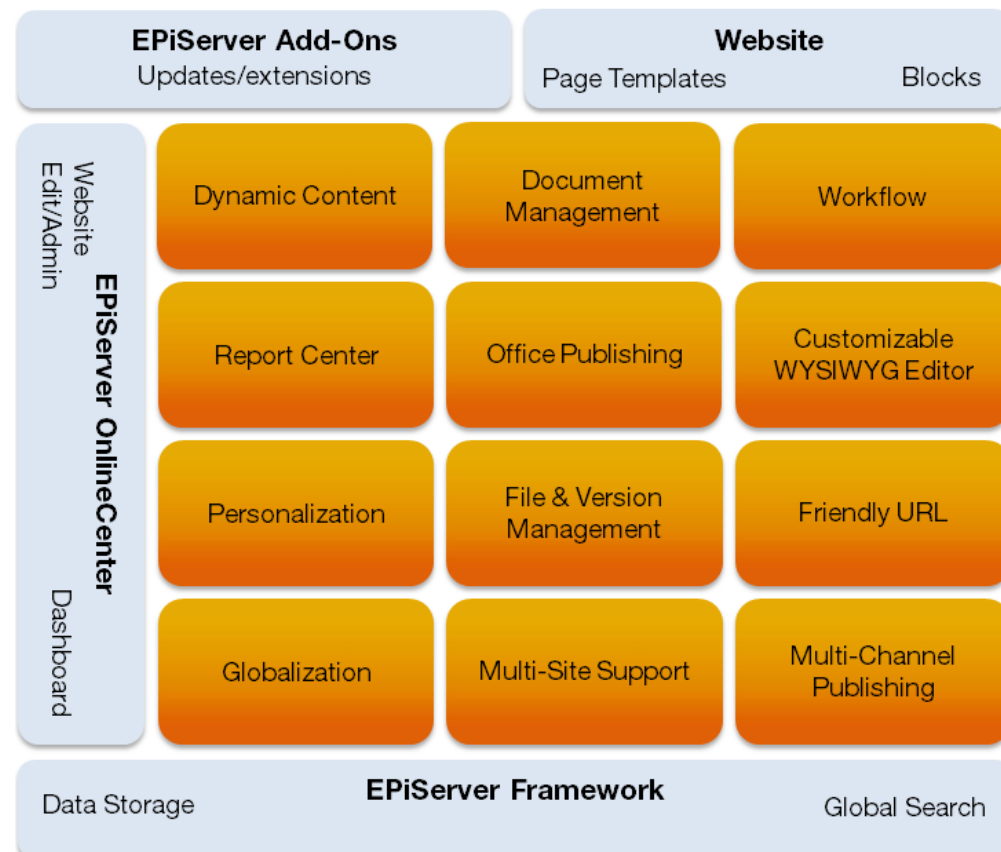 EPiServer Add-Ons
Updates/extensions
Website
Page Templates
Blocks
Website
Edit/Admin
EPiServer OnlineCenter
Dashboard
Dynamic Content
Document
Management
Workflow
Report Center
Office Publishing
Customizable
WYSIWYG Editor
Personalization
File & Version
Management
Friendly URL
Globalization
Multi-Site Support
Multi-Channel
Publishing
EPiServer Framework
Data Storage
Global Search